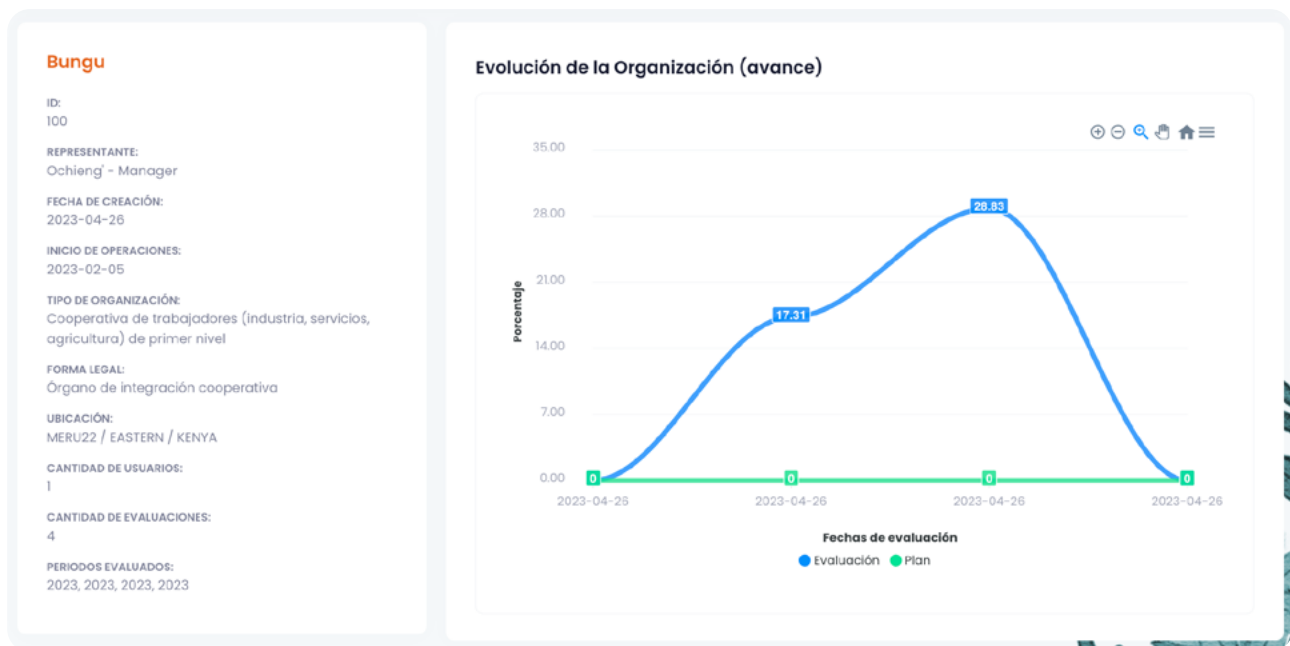 Bungu
ID:
100
REPRESENTANTE:
Ochieng' - Manager
FECHA DE CREACIÓN:
2023-04-26
INICIO DE OPERACIONES:
2023-02-05
TIPO DE ORGANIZACIÓN:
Cooperativa de trabajadores (industria, servicios,
agricultura) de primer nivel
FORMA LEGAL:
Órgano de integración cooperativa
UBICACIÓN:
MERU22 / EASTERN / KENYA
CANTIDAD DE USUARIOS:
1
CANTIDAD DE EVALUACIONES:
4
PERIODOS EVALUADOS:
2023, 2023, 2023, 2023
Evolución de la Organización (avance)
35.00
28.00
21.00
14.00
7.00
0.00
Porcentaje
17.31
28.83
0
0
0
0
2023-04-26
2023-04-26
2023-04-26
2023-04-26
Fechas de evaluación
Evaluación Plan